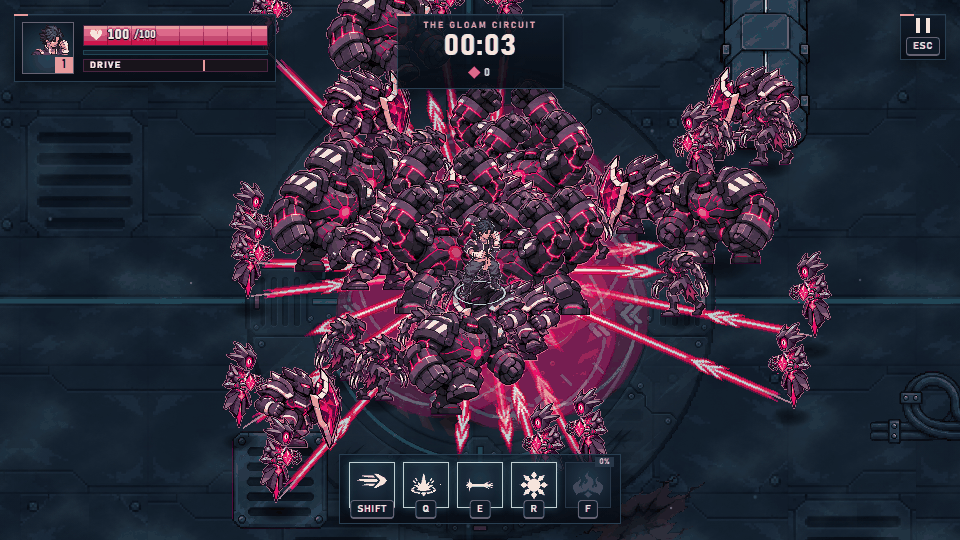 100 /100
1
DRIVE
THE GLOAM CIRCUIT
00:03
0
ESC
0%
SHIFT Q E R F